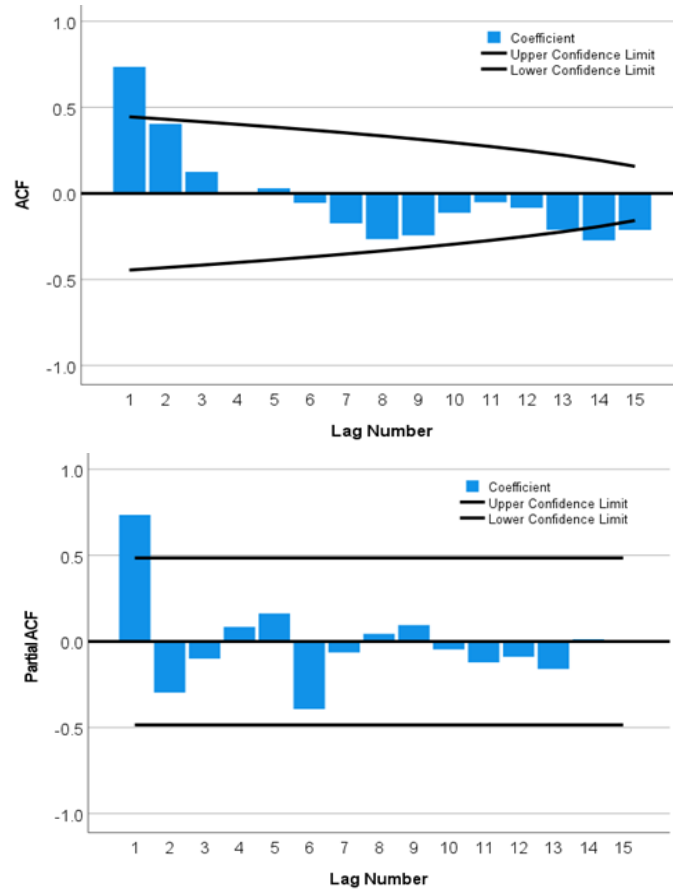 1.0
Coefficient
Upper Confidence Limit
Lower Confidence Limit
0.5
ACF
0.0
-0.5
-1.0
1 2 3 4 5 6 7 8 9 10 11 12 13 14 15
Lag Number
1.0
Coefficient
Upper Confidence Limit
Lower Confidence Limit
0.5
Partial ACF
0.0
-0.5
-1.0
1 2 3 4 5 6 7 8 9 10 11 12 13 14 15
Lag Number